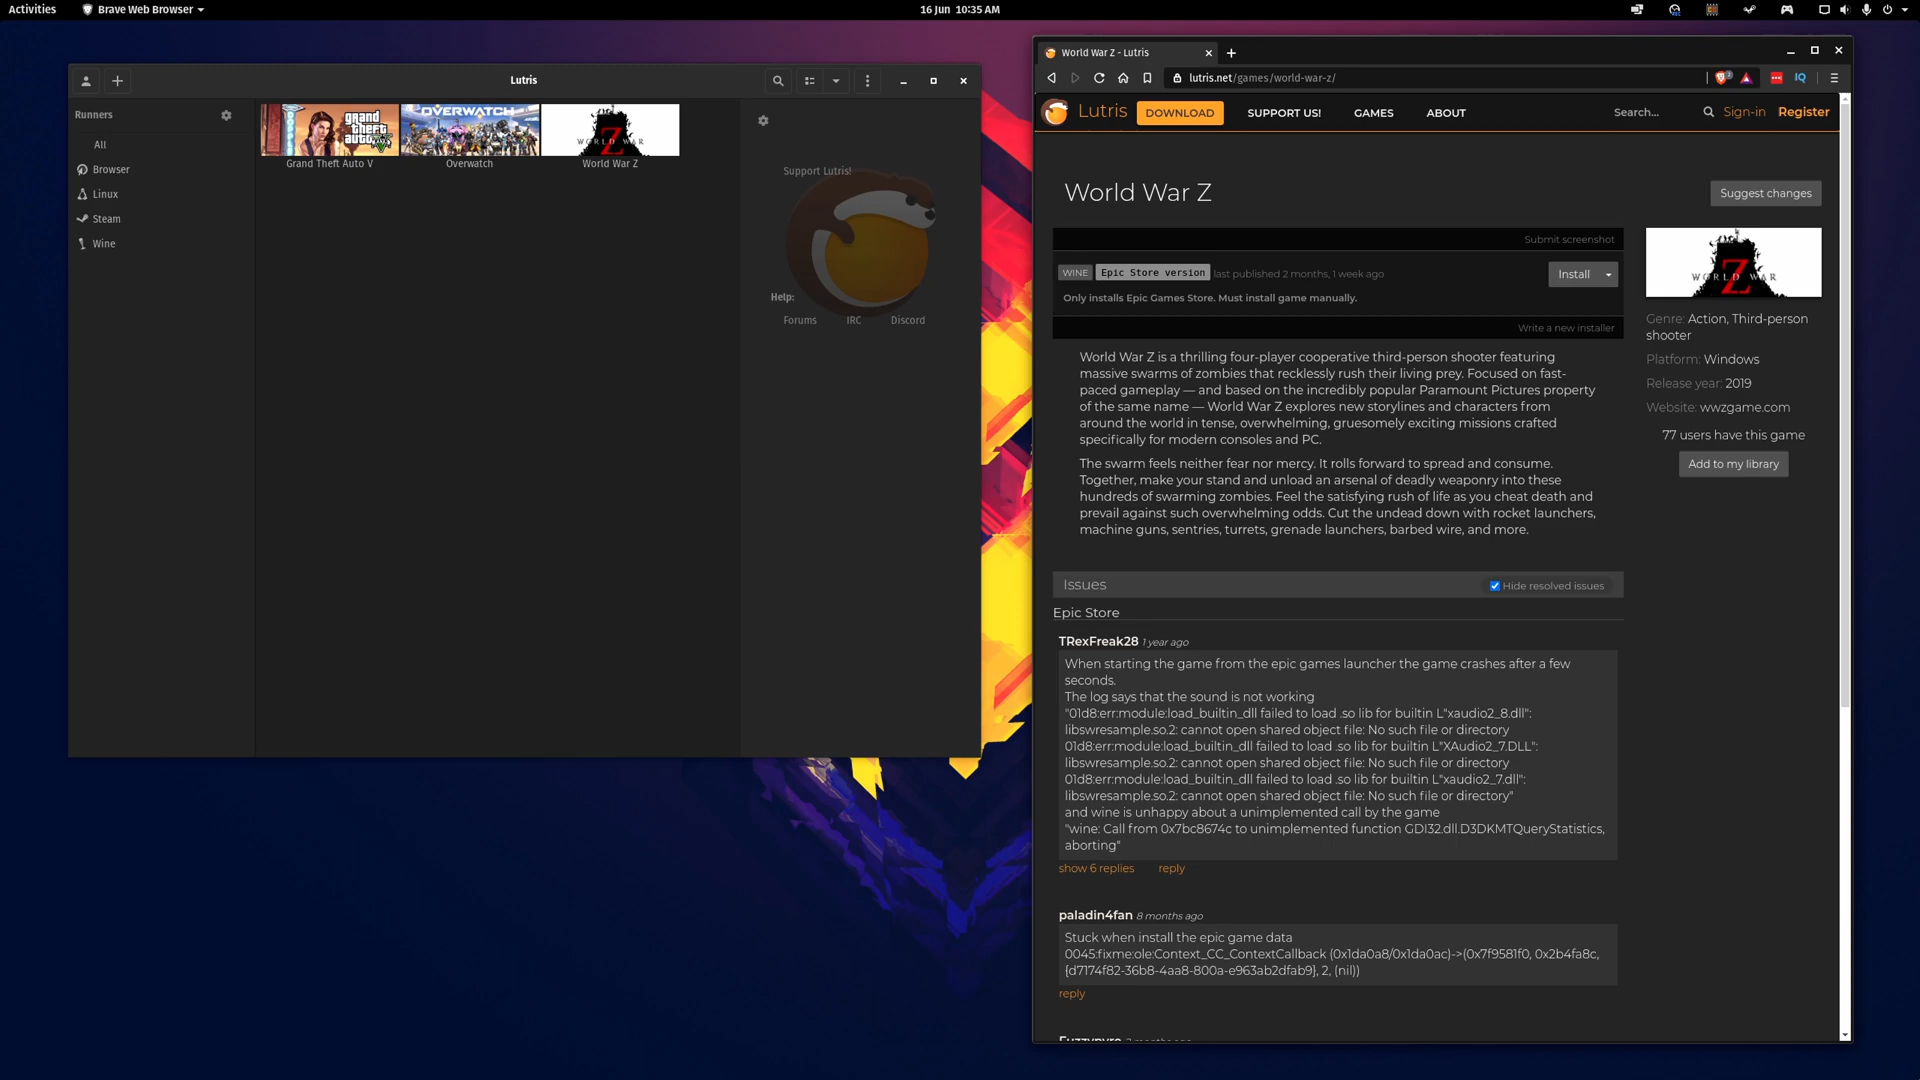 Activities
Brave Web Browser
16 Jun 10:35 AM
Lutris
Runners
All
Browser
Linux
Steam
Wine
grand theft auto V
OVERWATCH
WORLD WAR Z
Grand Theft Auto V
Overwatch
World War Z
Support Lutris!
Help:
Forums IRC Discord
World War Z - Lutris
lutris.net/games/world-war-z/
Lutris
DOWNLOAD SUPPORT US! GAMES ABOUT Search... Sign-in Register
World War Z
Suggest changes
Submit screenshot
WINE Epic Store version last published 2 months, 1 week ago
Install
Only installs Epic Games Store. Must install game manually.
Write a new installer
World War Z is a thrilling four-player cooperative third-person shooter featuring
massive swarms of zombies that recklessly rush their living prey. Focused on fast-
paced gameplay — and based on the incredibly popular Paramount Pictures property
of the same name — World War Z explores new storylines and characters from
around the world in tense, overwhelming, gruesomely exciting missions crafted
specifically for modern consoles and PC.
The swarm feels neither fear nor mercy. It rolls forward to spread and consume.
Together, make your stand and unload an arsenal of deadly weaponry into these
hundreds of swarming zombies. Feel the satisfying rush of life as you cheat death and
prevail against such overwhelming odds. Cut the undead down with rocket launchers,
machine guns, sentries, turrets, grenade launchers, barbed wire, and more.
WORLD WAR Z
Genre: Action, Third-person
shooter
Platform: Windows
Release year: 2019
Website: wwzgame.com
77 users have this game
Add to my library
Issues
Hide resolved issues
Epic Store
TRexFreak28 1 year ago
When starting the game from the epic games launcher the game crashes after a few
seconds.
The log says that the sound is not working
"01d8:err:module:load_builtin_dll failed to load .so lib for builtin L"xaudio2_8.dll":
libswresample.so.2: cannot open shared object file: No such file or directory
01d8:err:module:load_builtin_dll failed to load .so lib for builtin L"XAudio2_7.DLL":
libswresample.so.2: cannot open shared object file: No such file or directory
01d8:err:module:load_builtin_dll failed to load .so lib for builtin L"xaudio2_7.dll":
libswresample.so.2: cannot open shared object file: No such file or directory"
and wine is unhappy about a unimplemented call by the game
"wine: Call from 0x7bc8674c to unimplemented function GDI32.dll.D3DKMTQueryStatistics,
aborting"
show 6 replies reply
paladin4fan 8 months ago
Stuck when install the epic game data
0045:fixme:ole:Context_CC_ContextCallback (0x1da0a8/0x1da0ac)->(0x7f9581f0, 0x2b4fa8c,
{d7174f82-36b8-4aa8-800a-e963ab2dfab9}, 2, (nil))
reply